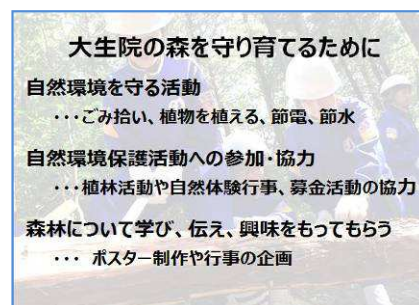 大生院の森を守り育てるために
自然環境を守る活動
･･･ごみ拾い、植物を植える、節電、節水
自然環境保護活動への参加･協力
･･･植林活動や自然体験行事、募金活動の協力
森林について学び、伝え、興味をもってもらう
･･･ ポスター制作や行事の企画